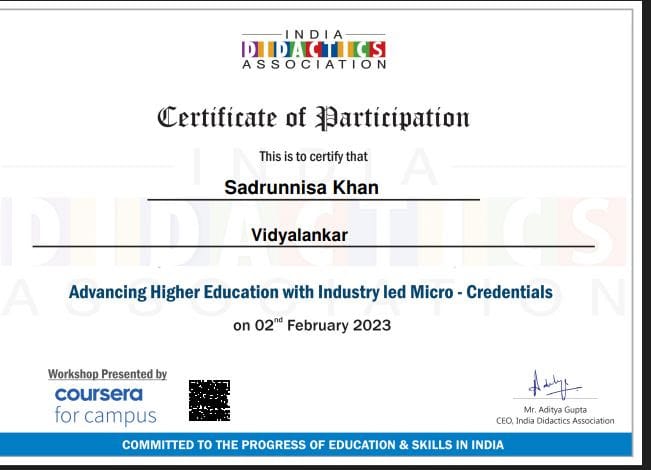 INDIA
DIDACTICS
ASSOCIATION
Certificate of Participation
This is to certify that
Sadrunnisa Khan
Vidyalankar
Advancing Higher Education with Industry led Micro - Credentials
on 02nd February 2023
Workshop Presented by
coursera
for campus
Mr. Aditya Gupta
CEO, India Didactics Association
COMMITTED TO THE PROGRESS OF EDUCATION & SKILLS IN INDIA